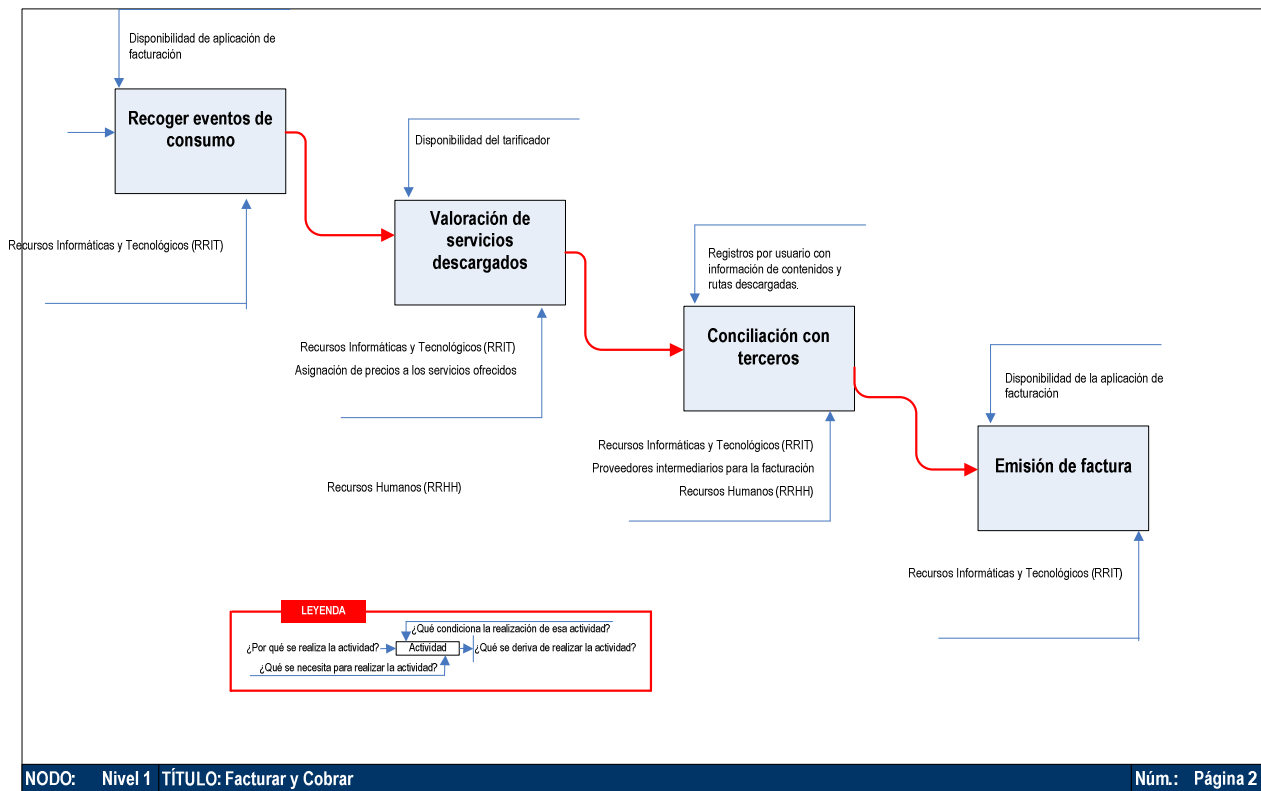 Disponibilidad de aplicación de
facturación
Recoger eventos de
consumo
Recursos Informáticas y Tecnológicos (RRIT)
Disponibilidad del tarificador
Valoración de
servicios
descargados
Recursos Informáticas y Tecnológicos (RRIT)
Asignación de precios a los servicios ofrecidos
Recursos Humanos (RRHH)
Registros por usuario con
información de contenidos y
rutas descargadas.
Conciliación con
terceros
Recursos Informáticas y Tecnológicos (RRIT)
Proveedores intermediarios para la facturación
Recursos Humanos (RRHH)
Disponibilidad de la aplicación de
facturación
Emisión de factura
Recursos Informáticas y Tecnológicos (RRIT)
LEYENDA
¿Qué condiciona la realización de esa actividad?
¿Por qué se realiza la actividad?
Actividad
¿Qué se deriva de realizar la actividad?
¿Qué se necesita para realizar la actividad?
NODO: Nivel 1 TÍTULO: Facturar y Cobrar Núm.: Página 2